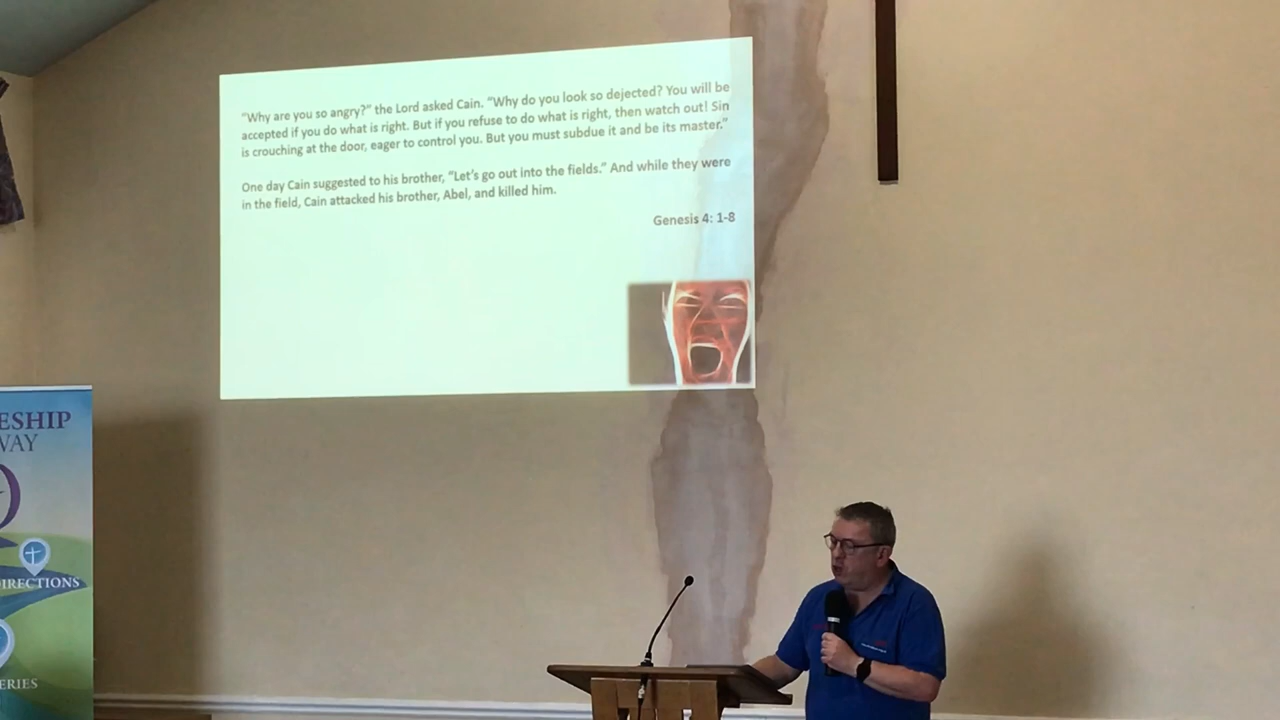 "Why are you so angry?" the Lord asked Cain. "Why do you look so dejected? You will be
accepted if you do what is right. But if you refuse to do what is right, then watch out! Sin
is crouching at the door, eager to control you. But you must subdue it and be its master."
One day Cain suggested to his brother, "Let's go out into the fields." And while they were
in the field, Cain attacked his brother, Abel, and killed him.
Genesis 4: 1-8
ESHIP
WAY
IRECTIONS
ERIES